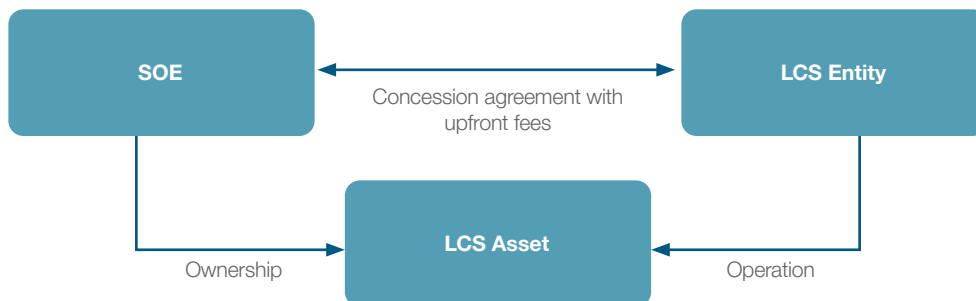 SOE
LCS Entity
Concession agreement with
upfront fees
LCS Asset
Ownership
Operation